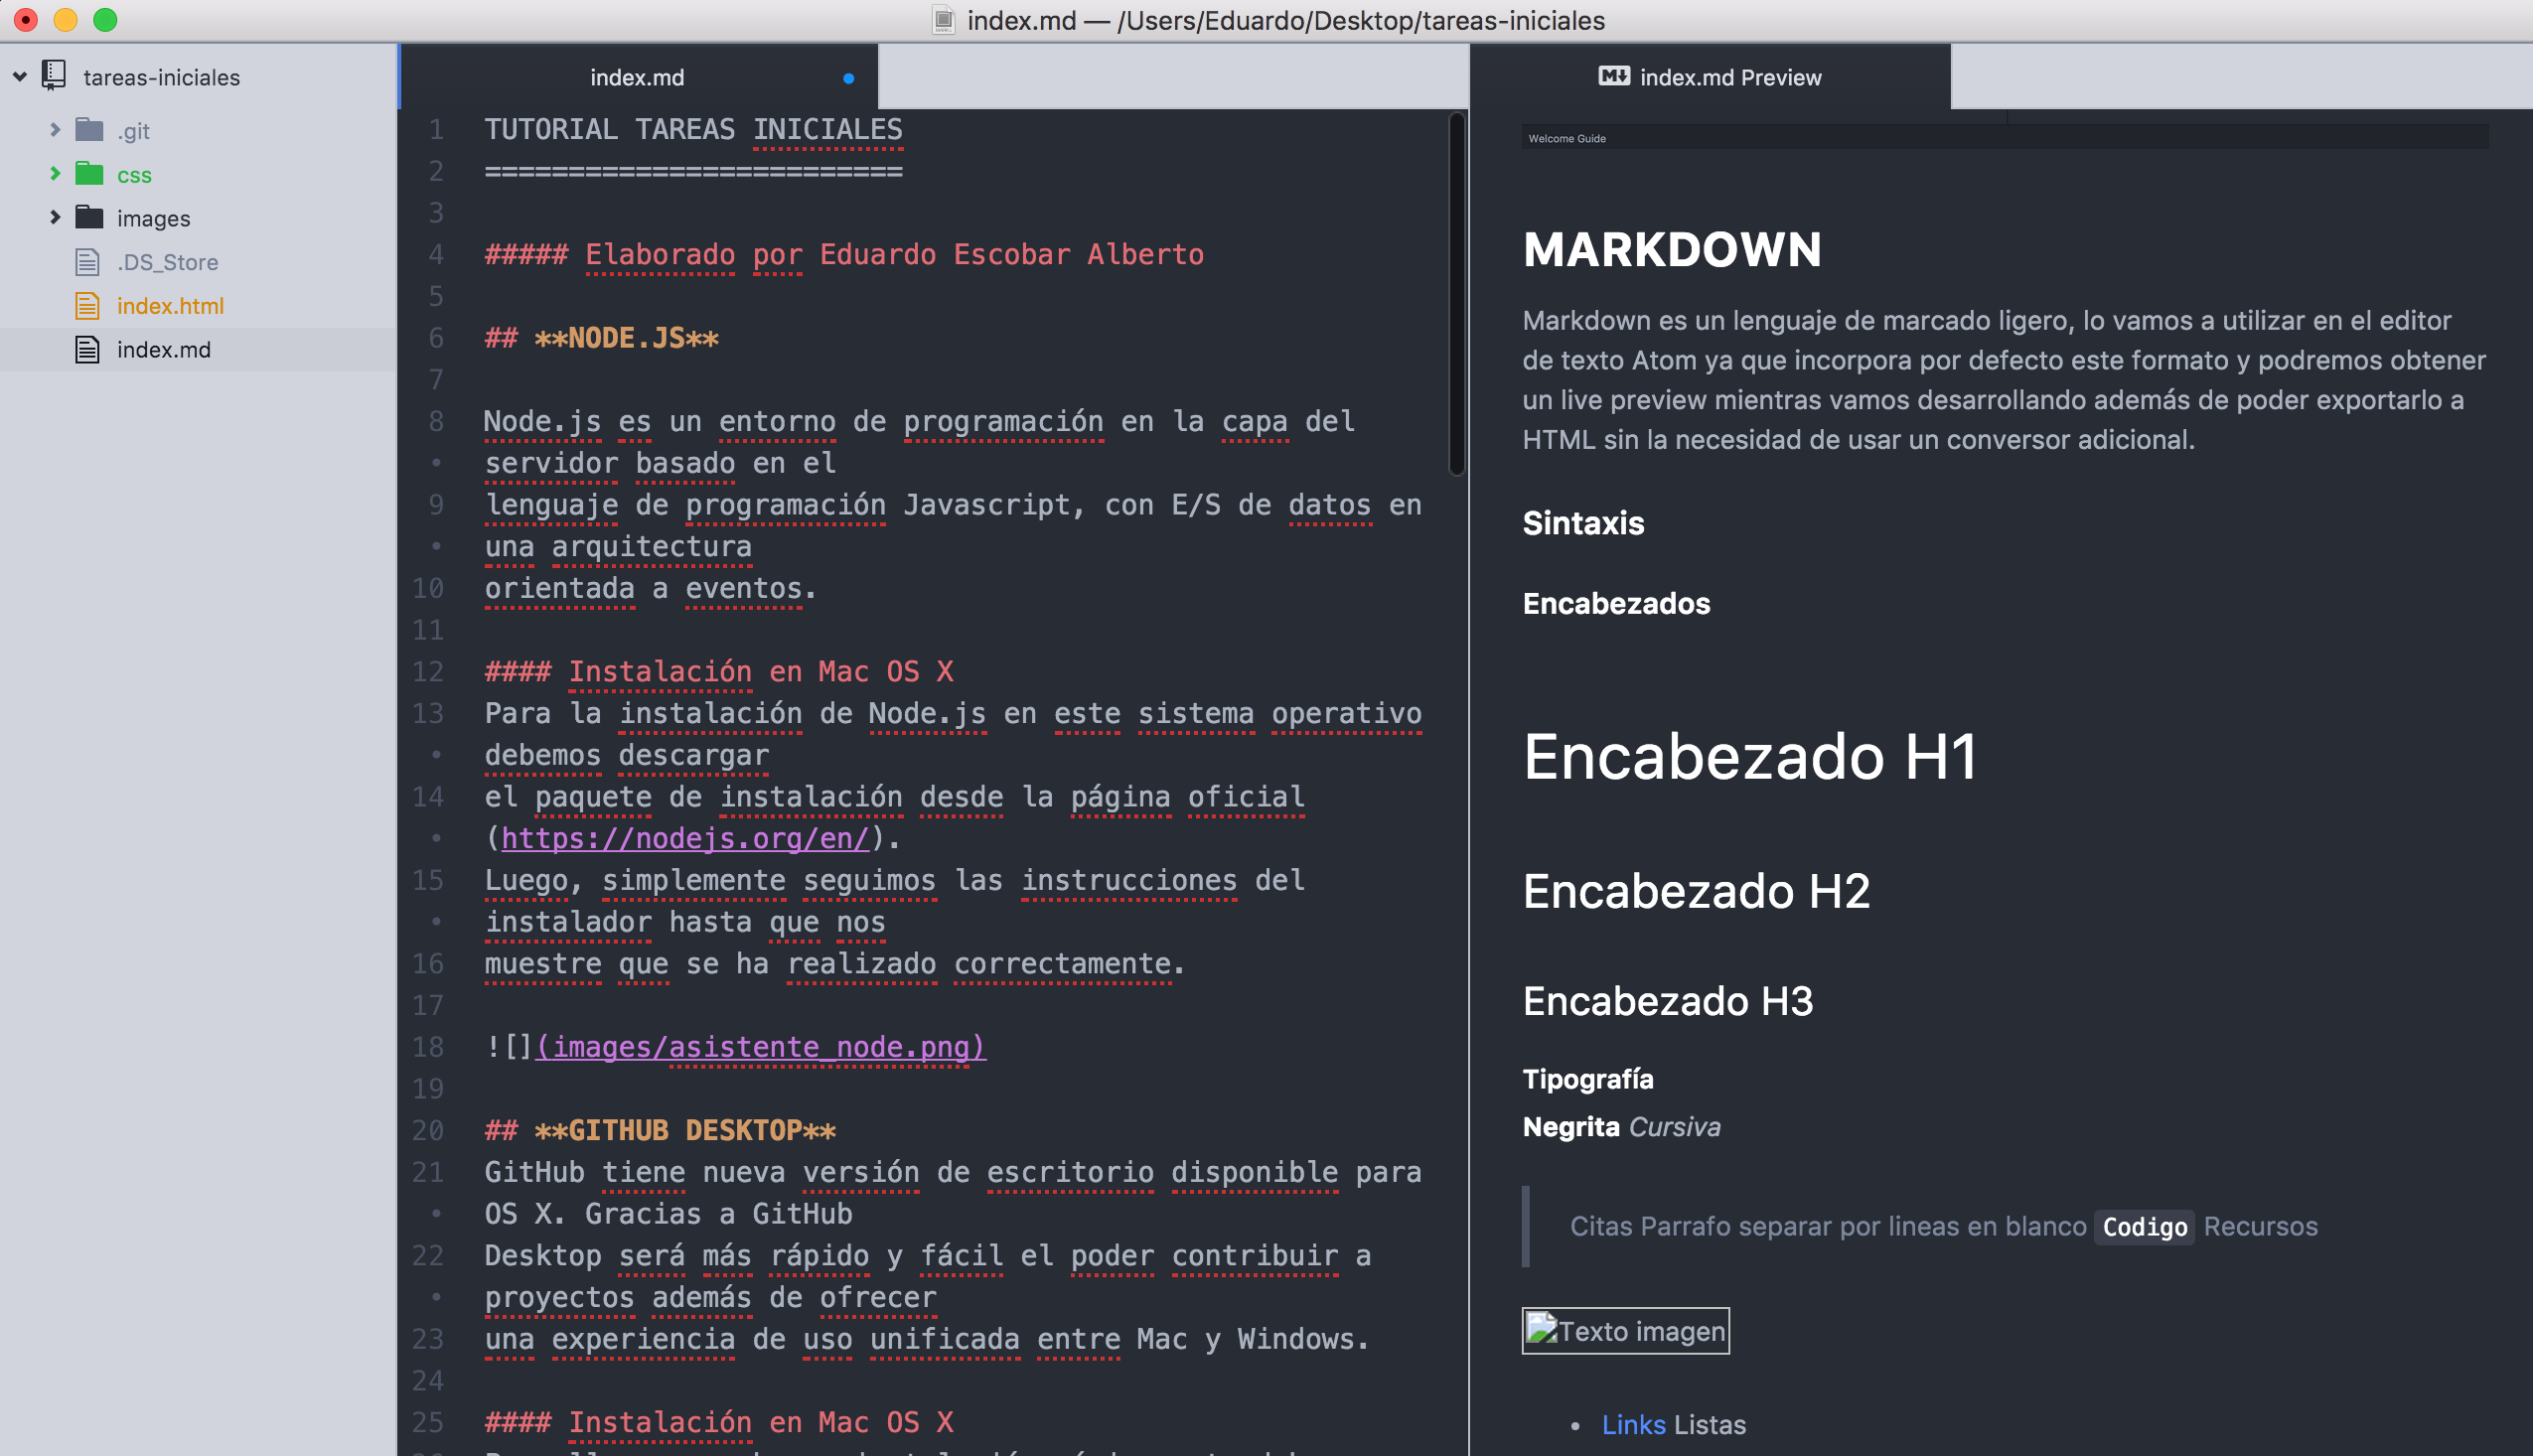 index.md — /Users/Eduardo/Desktop/tareas-iniciales
tareas-iniciales
.git
css
images
.DS_Store
index.html
index.md
index.md
1 TUTORIAL TAREAS INICIALES
2 =========================
3
4 ##### Elaborado por Eduardo Escobar Alberto
5
6 ## **NODE.JS**
7
8 Node.js es un entorno de programación en la capa del
• servidor basado en el
9 lenguaje de programación Javascript, con E/S de datos en
• una arquitectura
10 orientada a eventos.
11
12 #### Instalación en Mac OS X
13 Para la instalación de Node.js en este sistema operativo
• debemos descargar
14 el paquete de instalación desde la página oficial
• (https://nodejs.org/en/).
15 Luego, simplemente seguimos las instrucciones del
• instalador hasta que nos
16 muestre que se ha realizado correctamente.
17
18 ![](images/asistente_node.png)
19
20 ## **GITHUB DESKTOP**
21 GitHub tiene nueva versión de escritorio disponible para
• OS X. Gracias a GitHub
22 Desktop será más rápido y fácil el poder contribuir a
• proyectos además de ofrecer
23 una experiencia de uso unificada entre Mac y Windows.
24
25 #### Instalación en Mac OS X
index.md Preview
Welcome Guide
MARKDOWN
Markdown es un lenguaje de marcado ligero, lo vamos a utilizar en el editor
de texto Atom ya que incorpora por defecto este formato y podremos obtener
un live preview mientras vamos desarrollando además de poder exportarlo a
HTML sin la necesidad de usar un conversor adicional.
Sintaxis
Encabezados
Encabezado H1
Encabezado H2
Encabezado H3
Tipografía
Negrita Cursiva
Citas Parrafo separar por lineas en blanco Codigo Recursos
Texto imagen
• Links Listas